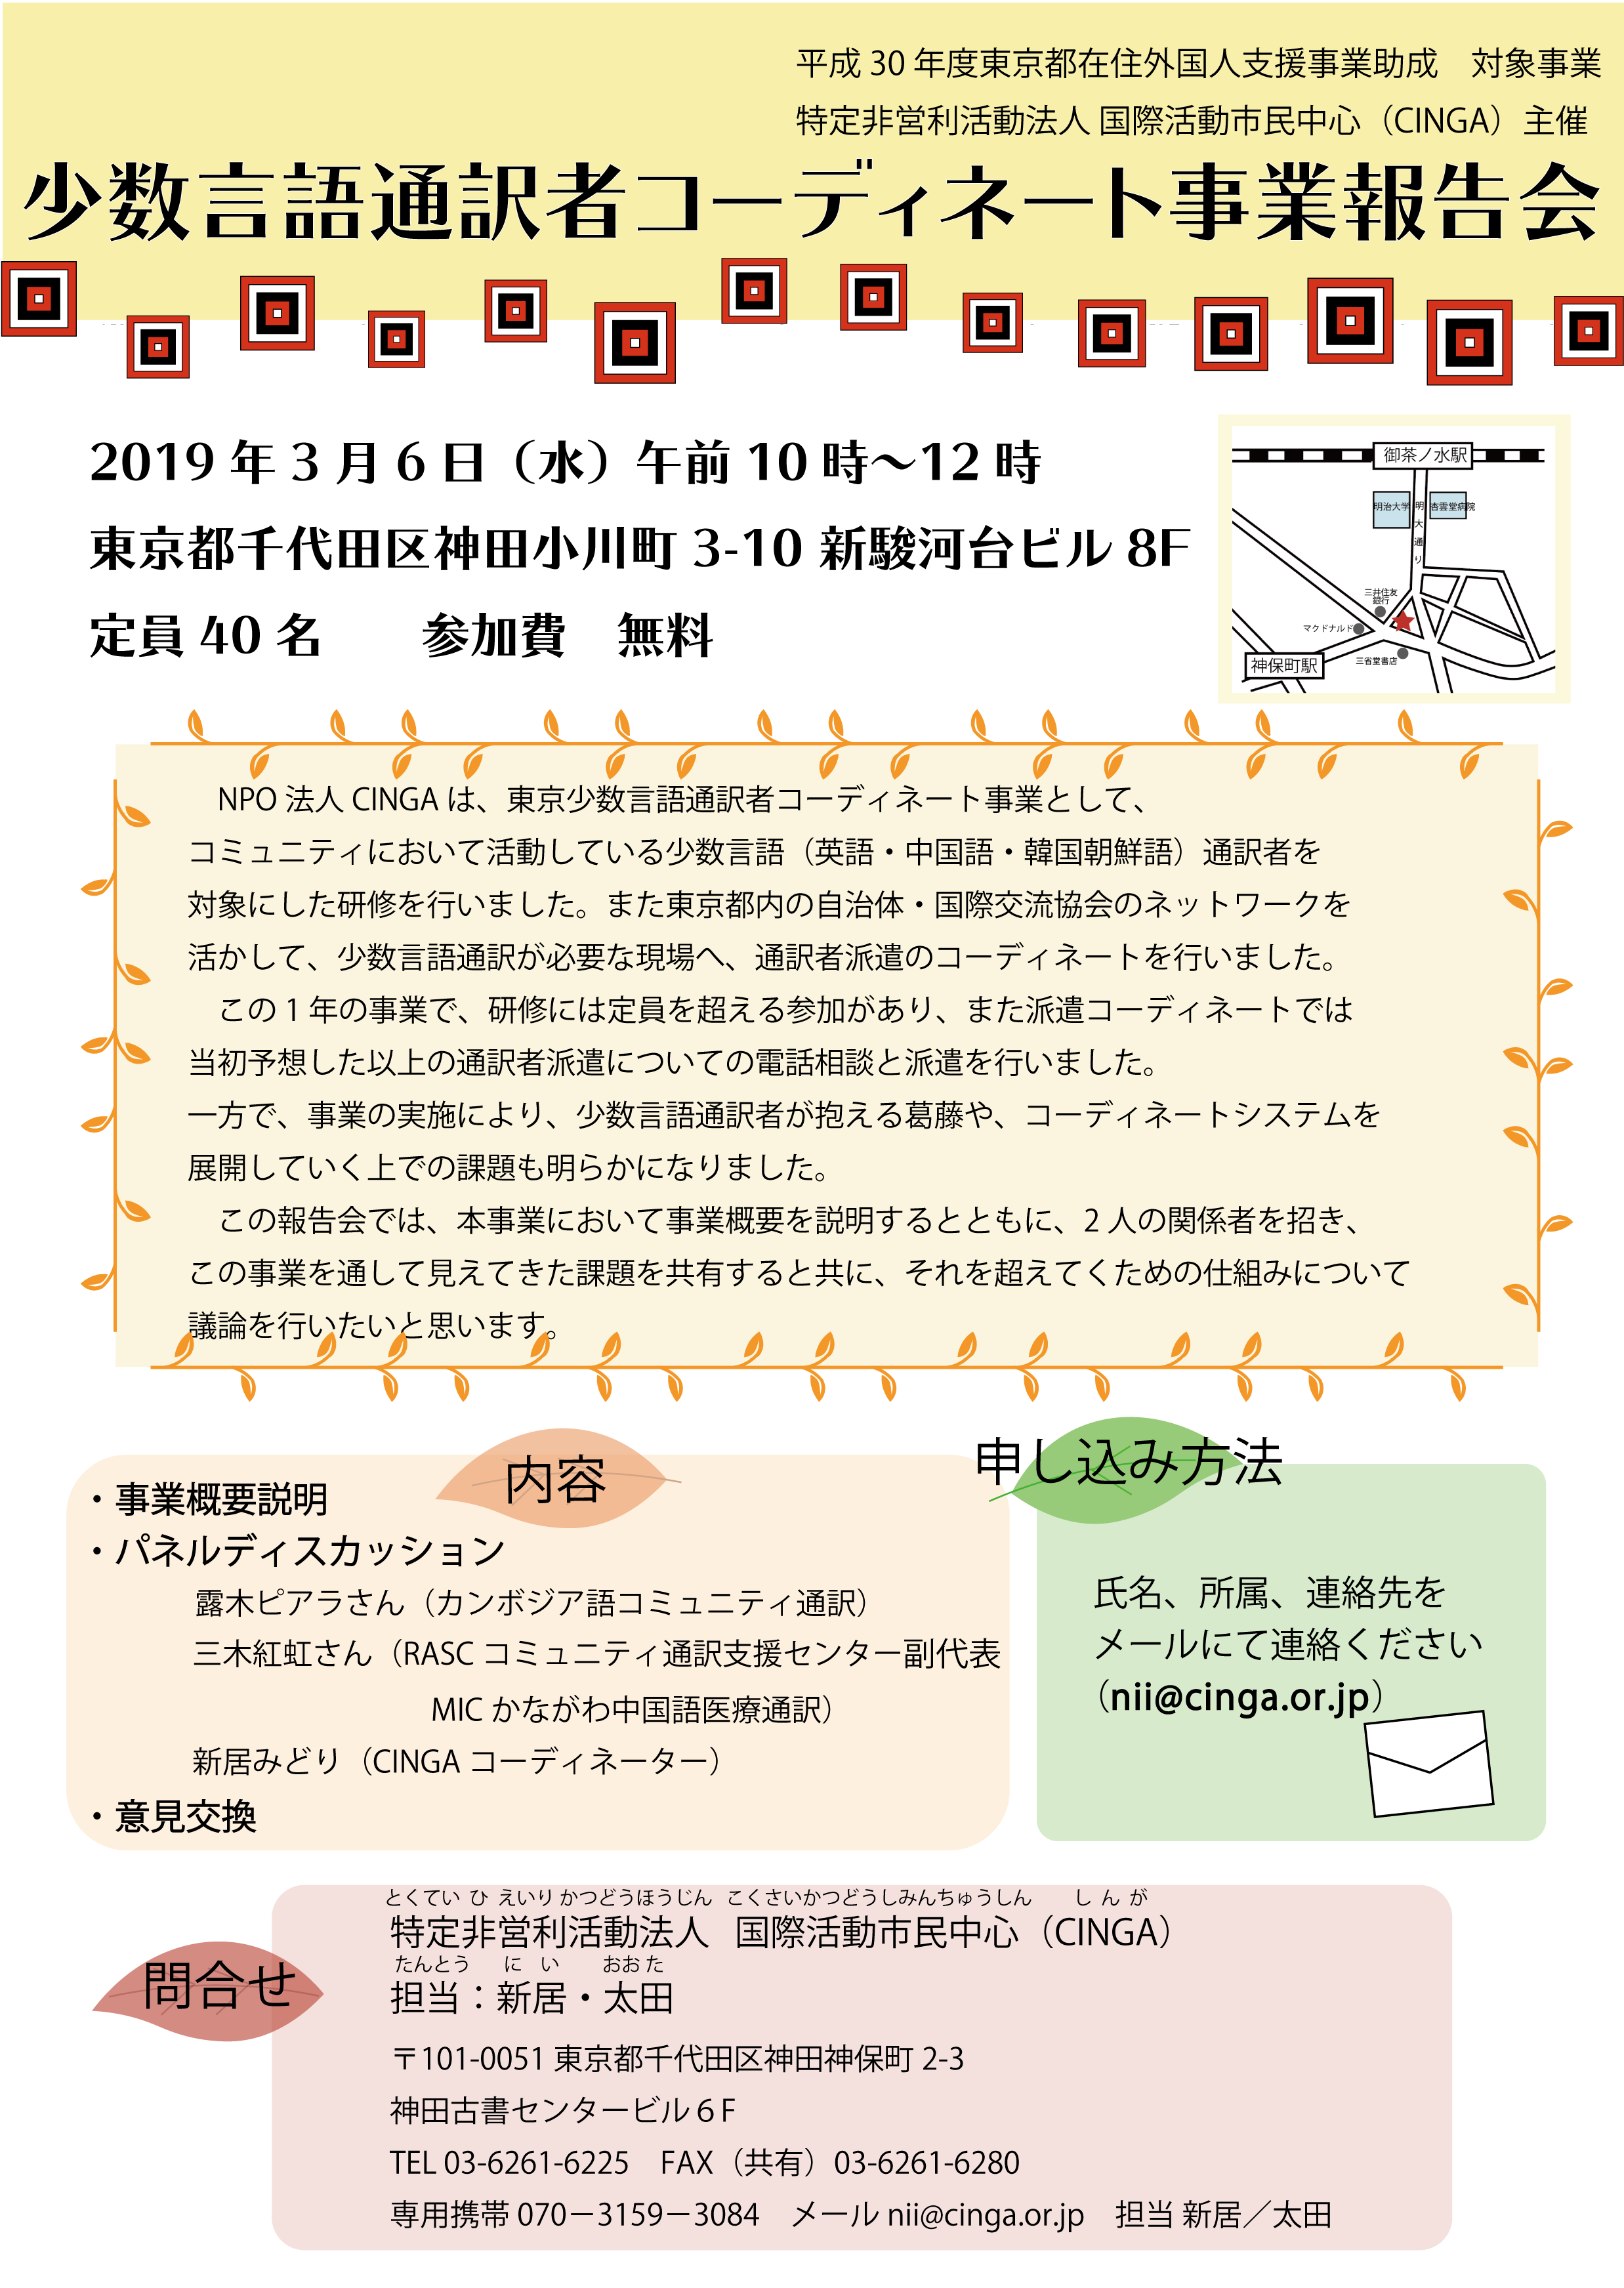 平成 30 年度東京都在住外国人支援事業助成　対象事業
特定非営利活動法人 国際活動市民中心（CINGA）主催
少数言語通訳者コーディネート事業報告会
2019 年 3 月 6 日（水）午前 10 時～12 時
東京都千代田区神田小川町 3-10 新駿河台ビル 8F
定員 40 名　　参加費　無料
御茶ノ水駅
明治大学
明大通り
杏雲堂病院
三井住友
銀行
マクドナルド
三省堂書店
神保町駅
NPO 法人 CINGA は、東京少数言語通訳者コーディネート事業として、
コミュニティにおいて活動している少数言語（英語・中国語・韓国朝鮮語）通訳者を
対象にした研修を行いました。また東京都内の自治体・国際交流協会のネットワークを
活かして、少数言語通訳が必要な現場へ、通訳者派遣のコーディネートを行いました。
この 1 年の事業で、研修には定員を超える参加があり、また派遣コーディネートでは
当初予想した以上の通訳者派遣についての電話相談と派遣を行いました。
一方で、事業の実施により、少数言語通訳者が抱える葛藤や、コーディネートシステムを
展開していく上での課題も明らかになりました。
この報告会では、本事業において事業概要を説明するとともに、2 人の関係者を招き、
この事業を通して見えてきた課題を共有すると共に、それを超えてくための仕組みについて
議論を行いたいと思います。
内容
・事業概要説明
・パネルディスカッション
露木ピアラさん（カンボジア語コミュニティ通訳）
三木紅虹さん（RASC コミュニティ通訳支援センター副代表
MIC かながわ中国語医療通訳）
新居みどり（CINGA コーディネーター）
・意見交換
申し込み方法
氏名、所属、連絡先を
メールにて連絡ください
（nii@cinga.or.jp）
問合せ
とくてい ひ えいり かつどうほうじん こくさいかつどうしみんちゅうしん し ん が
特定非営利活動法人 国際活動市民中心（CINGA）
たんとう に い おお た
担当：新居・太田
〒101-0051 東京都千代田区神田神保町 2-3
神田古書センタービル６F
TEL 03-6261-6225　FAX（共有）03-6261-6280
専用携帯 070－3159－3084　メール nii@cinga.or.jp　担当 新居／太田